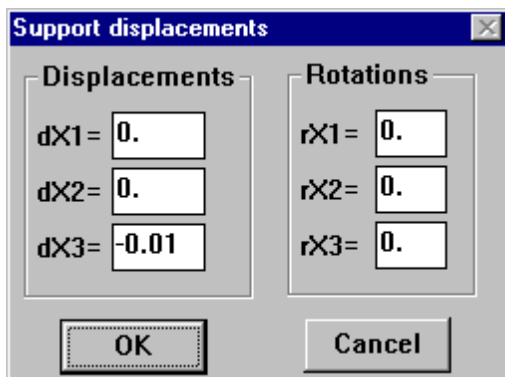 Support displacements
Displacements
dX1= 0.
dX2= 0.
dX3= -0.01
Rotations
rX1= 0.
rX2= 0.
rX3= 0.
OK
Cancel